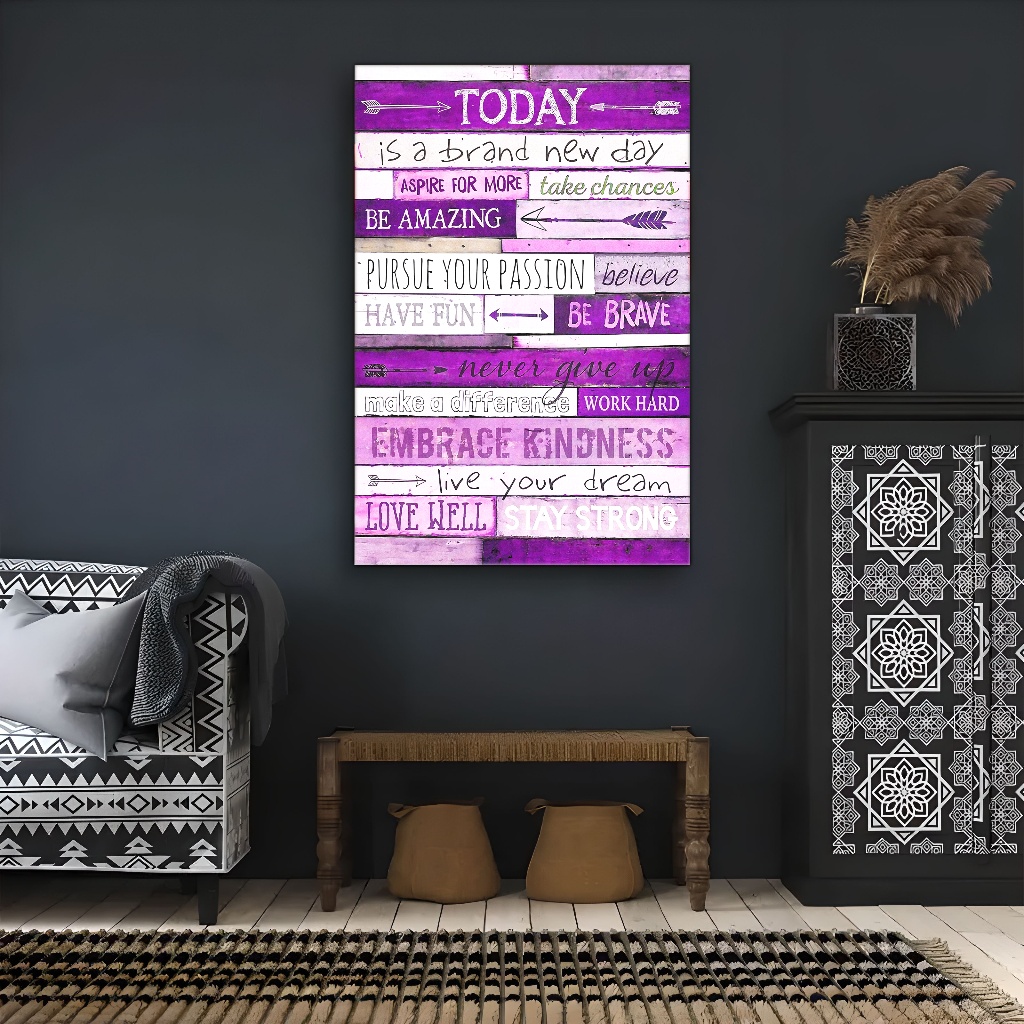 TODAY
is a brand new day
ASPIRE FOR MORE take chances
BE AMAZING
PURSUE YOUR PASSION believe
HAVE FUN BE BRAVE
never give up
make a difference WORK HARD
EMBRACE KINDNESS
live your dream
LOVE WELL STAY STRONG